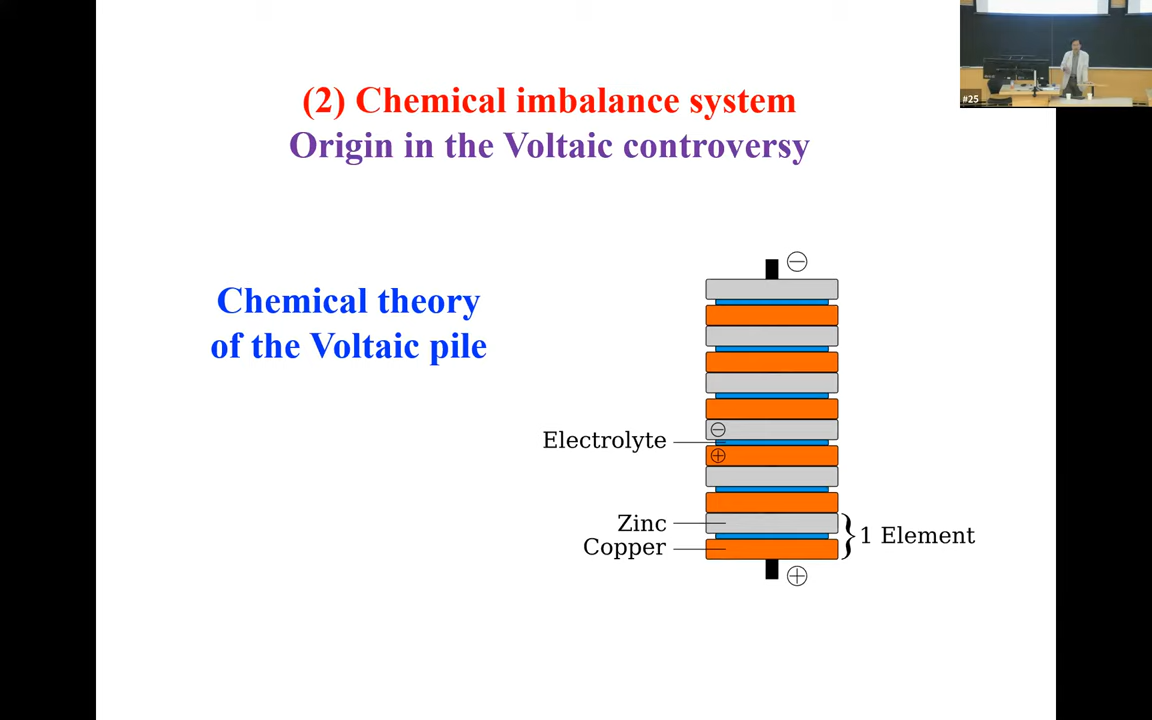 #25
(2) Chemical imbalance system
Origin in the Voltaic controversy
Chemical theory
of the Voltaic pile
⊖
⊖
Electrolyte
⊕
Zinc
Copper
} 1 Element
⊕